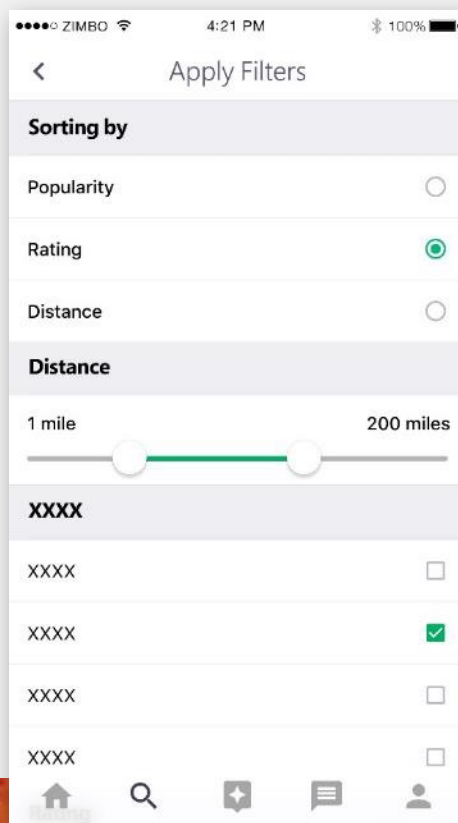 ZIMBO 4:21 PM 100%
Apply Filters
Sorting by
Popularity
Rating
Distance
Distance
1 mile 200 miles
XXXX
XXXX
XXXX
XXXX
XXXX
Rating